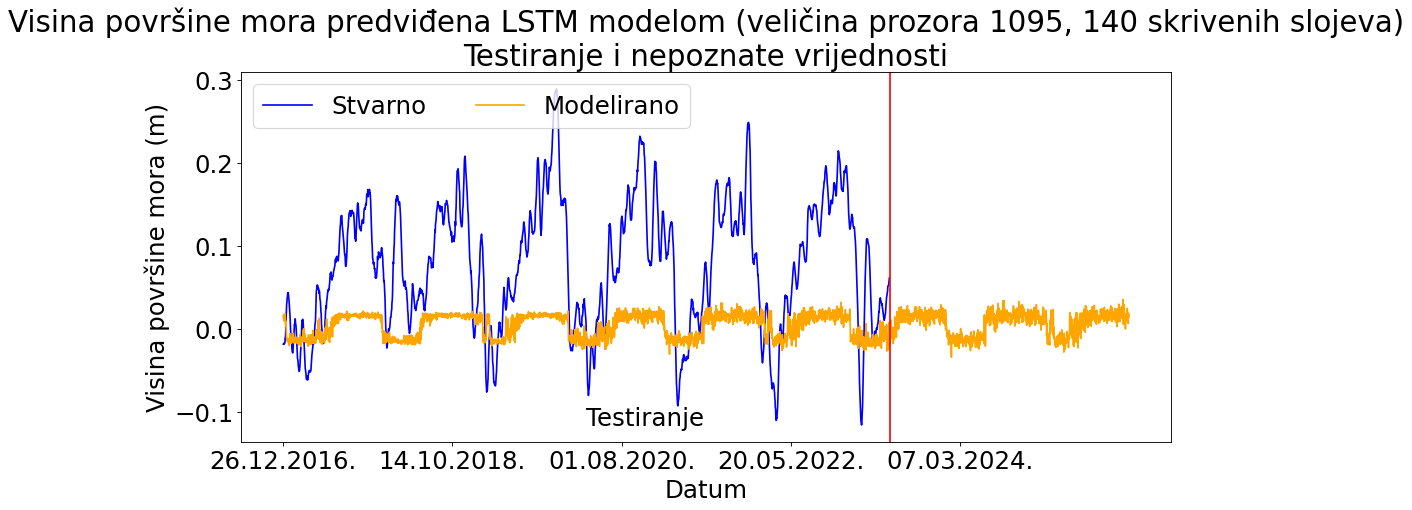 Visina površine mora predviđena LSTM modelom (veličina prozora 1095, 140 skrivenih slojeva)
Testiranje i nepoznate vrijednosti
Stvarno
Modelirano
0.3
0.2
0.1
0.0
−0.1
Visina površine mora (m)
Testiranje
26.12.2016.
14.10.2018.
01.08.2020.
20.05.2022.
07.03.2024.
Datum